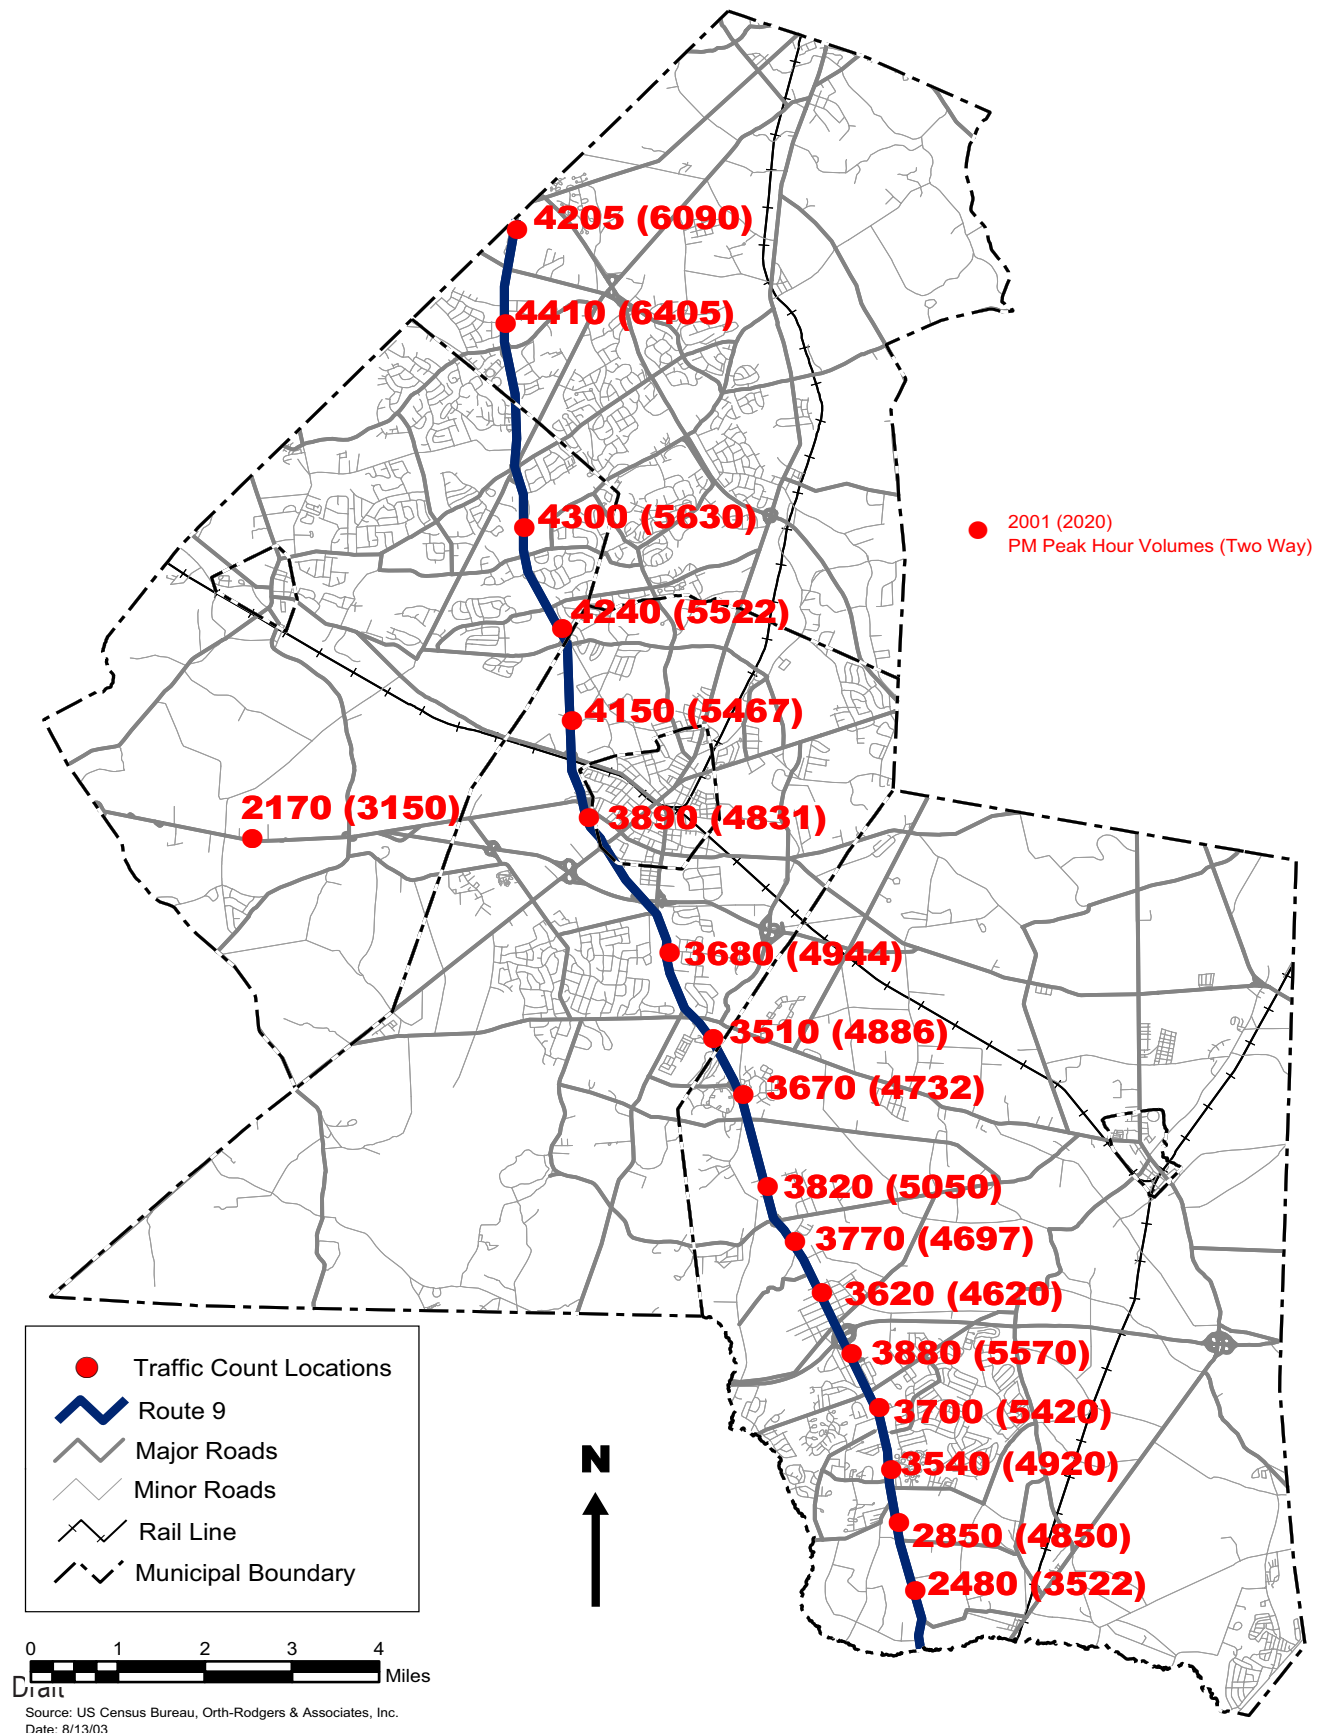 4205 (6090)
4410 (6405)
4300 (5630)
2001 (2020)
PM Peak Hour Volumes (Two Way)
4240 (5522)
4150 (5467)
2170 (3150)
3890 (4831)
3680 (4944)
3510 (4886)
3670 (4732)
3820 (5050)
3770 (4697)
3620 (4620)
3880 (5570)
3700 (5420)
3540 (4920)
2850 (4850)
2480 (3522)
Traffic Count Locations
Route 9
Major Roads
Minor Roads
Rail Line
Municipal Boundary
N
0 1 2 3 4
Miles
Draft
Source: US Census Bureau, Orth-Rodgers & Associates, Inc.
Date: 8/13/03